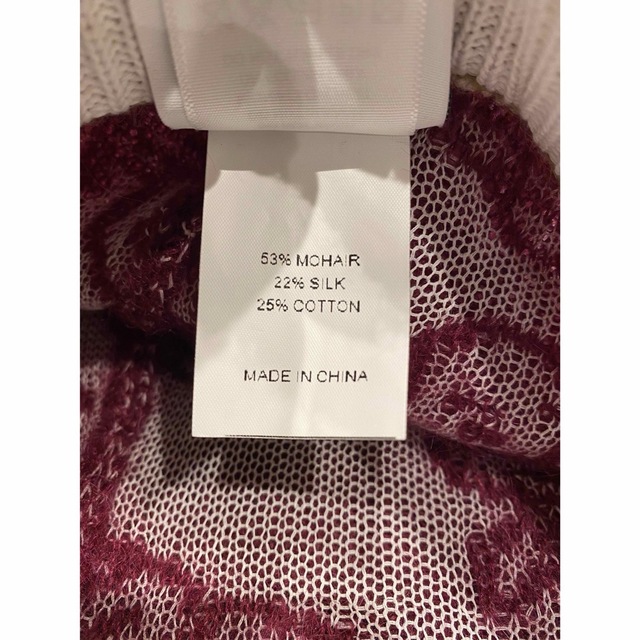 53% MOHAIR
22% SILK
25% COTTON
MADE IN CHINA